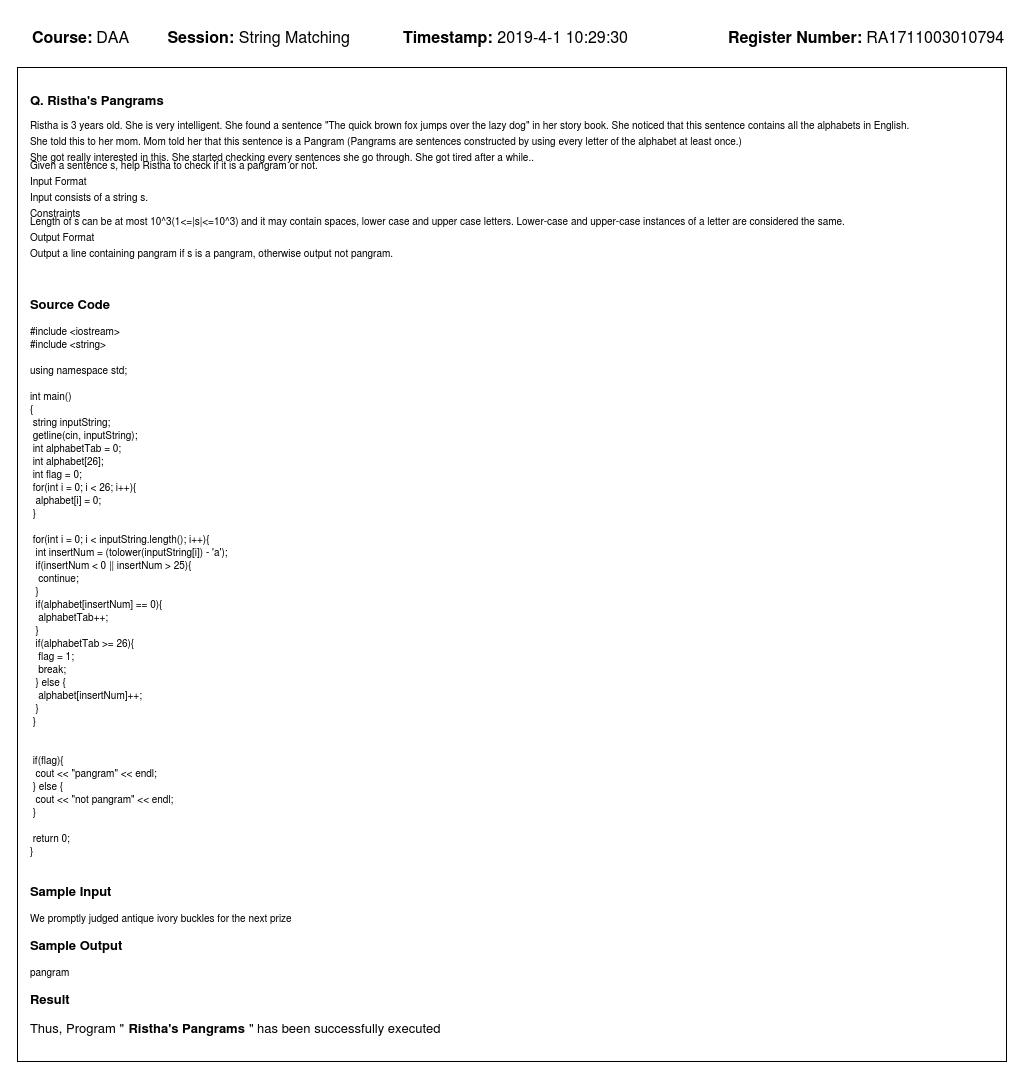 Course: DAA Session: String Matching Timestamp: 2019-4-1 10:29:30 Register Number: RA1711003010794
Q. Ristha's Pangrams
Ristha is 3 years old. She is very intelligent. She found a sentence "The quick brown fox jumps over the lazy dog" in her story book. She noticed that this sentence contains all the alphabets in English.
She told this to her mom. Mom told her that this sentence is a Pangram (Pangrams are sentences constructed by using every letter of the alphabet at least once.)
She got really interested in this. She started checking every sentences she go through. She got tired after a while..
Given a sentence s, help Ristha to check if it is a pangram or not.
Input Format
Input consists of a string s.
Constraints
Length of s can be at most 10^3(1<=|s|<=10^3) and it may contain spaces, lower case and upper case letters. Lower-case and upper-case instances of a letter are considered the same.
Output Format
Output a line containing pangram if s is a pangram, otherwise output not pangram.
Source Code
#include <iostream>
#include <string>
using namespace std;
int main()
{
string inputString;
getline(cin, inputString);
int alphabetTab = 0;
int alphabet[26];
int flag = 0;
for(int i = 0; i < 26; i++){
alphabet[i] = 0;
}
for(int i = 0; i < inputString.length(); i++){
int insertNum = (tolower(inputString[i]) - 'a');
if(insertNum < 0 || insertNum > 25){
continue;
}
if(alphabet[insertNum] == 0){
alphabetTab++;
}
if(alphabetTab >= 26){
flag = 1;
break;
} else {
alphabet[insertNum]++;
}
}
if(flag){
cout << "pangram" << endl;
} else {
cout << "not pangram" << endl;
}
return 0;
}
Sample Input
We promptly judged antique ivory buckles for the next prize
Sample Output
pangram
Result
Thus, Program " Ristha's Pangrams " has been successfully executed